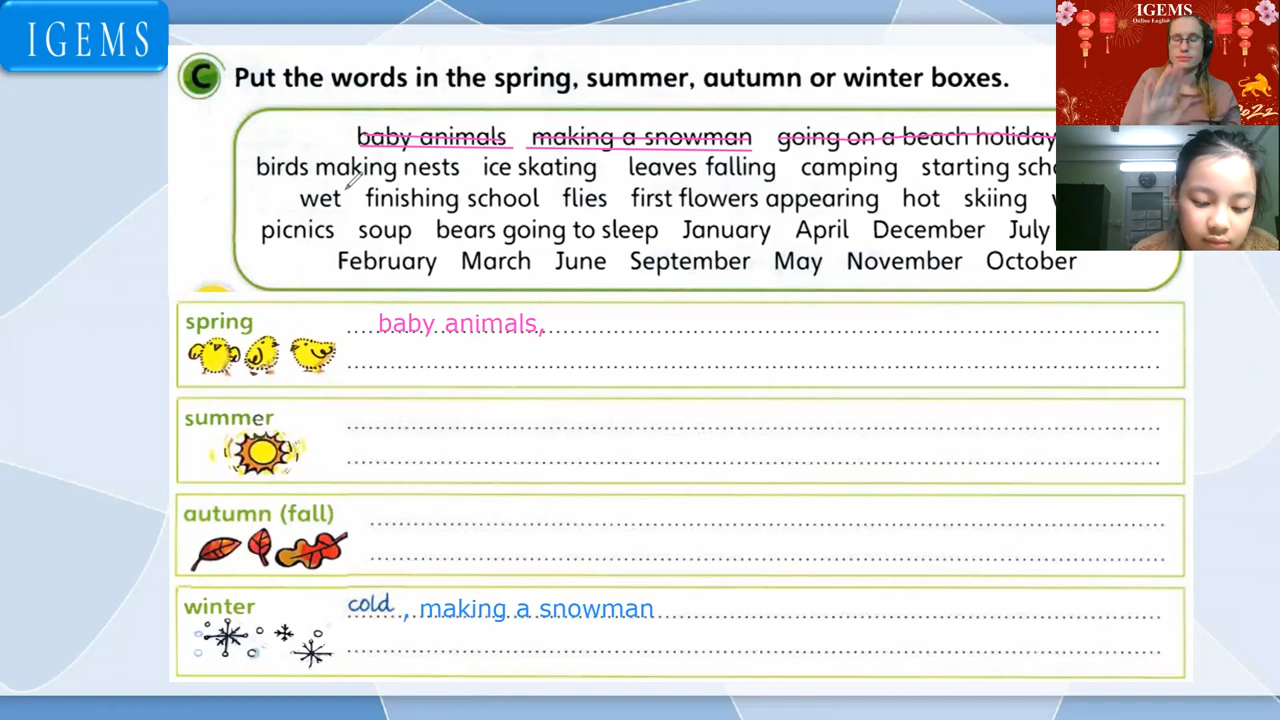 IGEMS
IGEMS
Online English
2022
C Put the words in the spring, summer, autumn or winter boxes.
baby animals making a snowman going on a beach holiday
birds making nests ice skating leaves falling camping starting
wet finishing school flies first flowers appearing hot skiing
picnics soup bears going to sleep January April December July
February March June September May November October
spring baby animals,
summer
autumn (fall)
winter cold , making a snowman